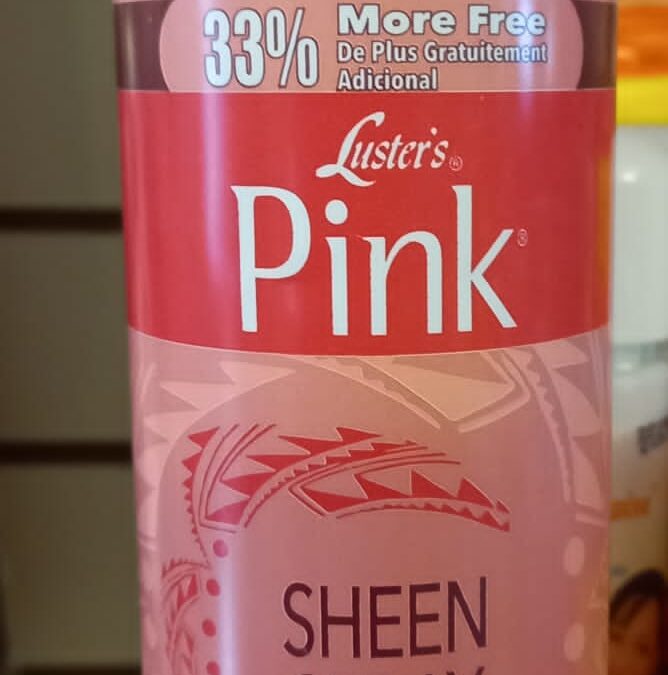 33% More Free
De Plus Gratuitement
Adicional
Luster's®
Pink®
SHEEN